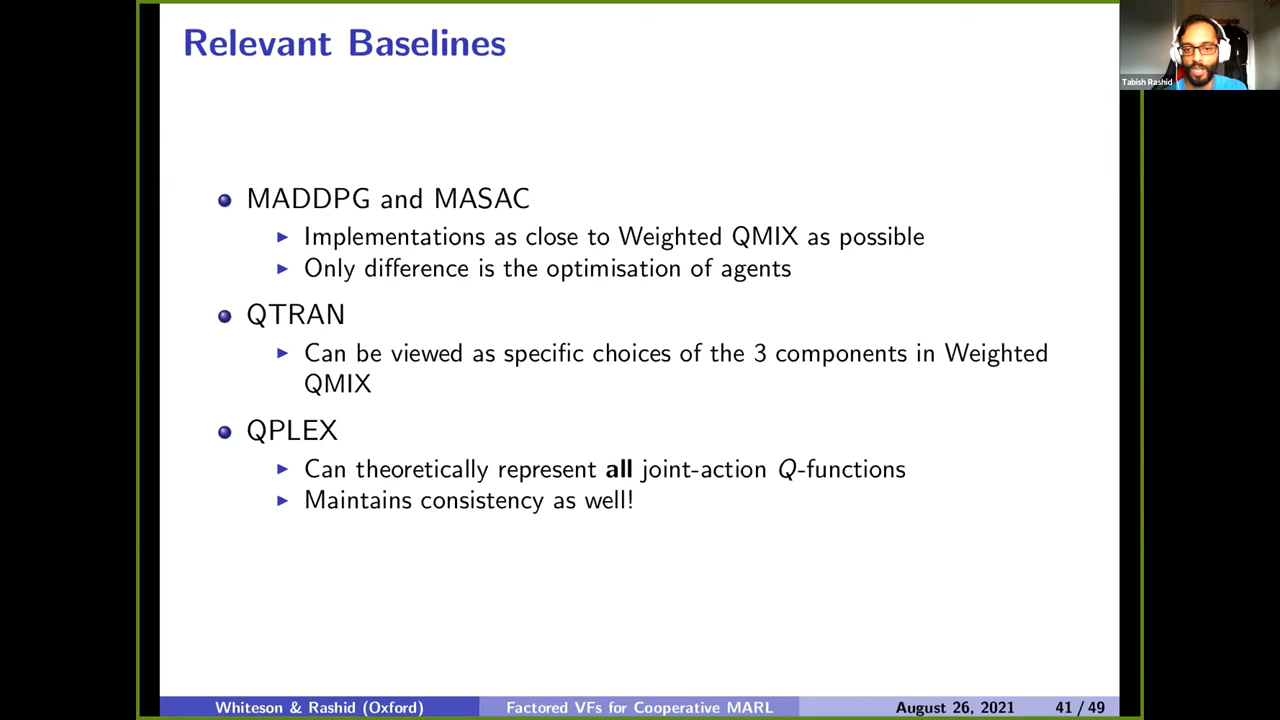 Relevant Baselines
Tabish Rashid
MADDPG and MASAC
Implementations as close to Weighted QMIX as possible
Only difference is the optimisation of agents
QTRAN
Can be viewed as specific choices of the 3 components in Weighted
QMIX
QPLEX
Can theoretically represent all joint-action Q-functions
Maintains consistency as well!
Whiteson & Rashid (Oxford)
Factored VFs for Cooperative MARL
August 26, 2021
41 / 49